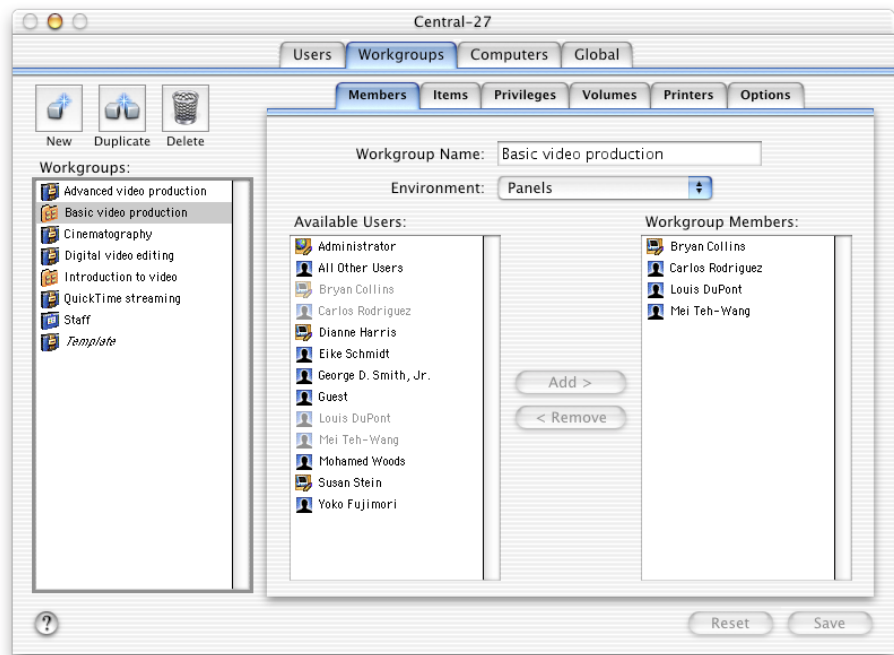 Central-27
Users Workgroups Computers Global
New Duplicate Delete
Workgroups:
Advanced video production
Basic video production
Cinematography
Digital video editing
Introduction to video
QuickTime streaming
Staff
Template
Members Items Privileges Volumes Printers Options
Workgroup Name: Basic video production
Environment: Panels
Available Users:
Administrator
All Other Users
Bryan Collins
Carlos Rodriguez
Dianne Harris
Eike Schmidt
George D. Smith, Jr.
Guest
Louis DuPont
Mei Teh-Wang
Mohamed Woods
Susan Stein
Yoko Fujimori
Add >
< Remove
Workgroup Members:
Bryan Collins
Carlos Rodriguez
Louis DuPont
Mei Teh-Wang
?
Reset Save